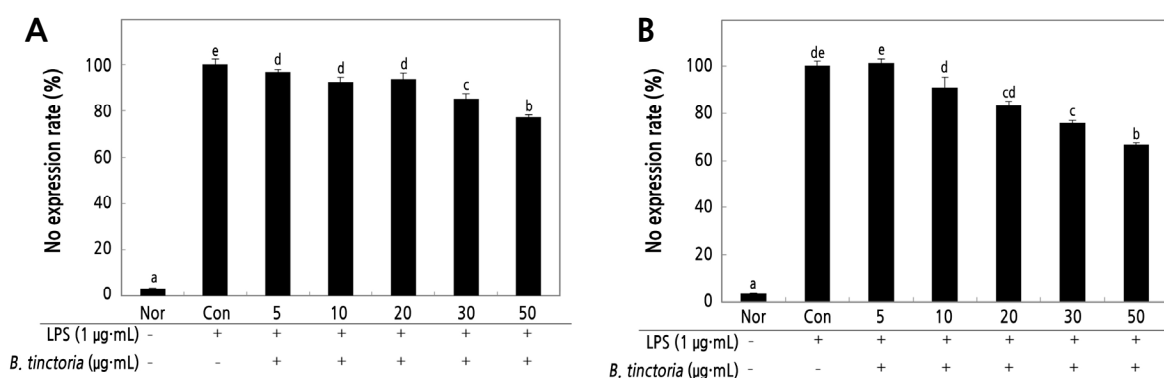 A
No expression rate (%)
100
80
60
40
20
0
a
e
d
d
d
c
b
Nor Con 5 10 20 30 50
LPS (1 µg·mL) - + + + + + +
B. tinctoria (µg·mL) - - + + + + +
B
No expression rate (%)
100
80
60
40
20
0
a
de
e
d
cd
c
b
Nor Con 5 10 20 30 50
LPS (1 µg·mL) - + + + + + +
B. tinctoria (µg·mL) - - + + + + +